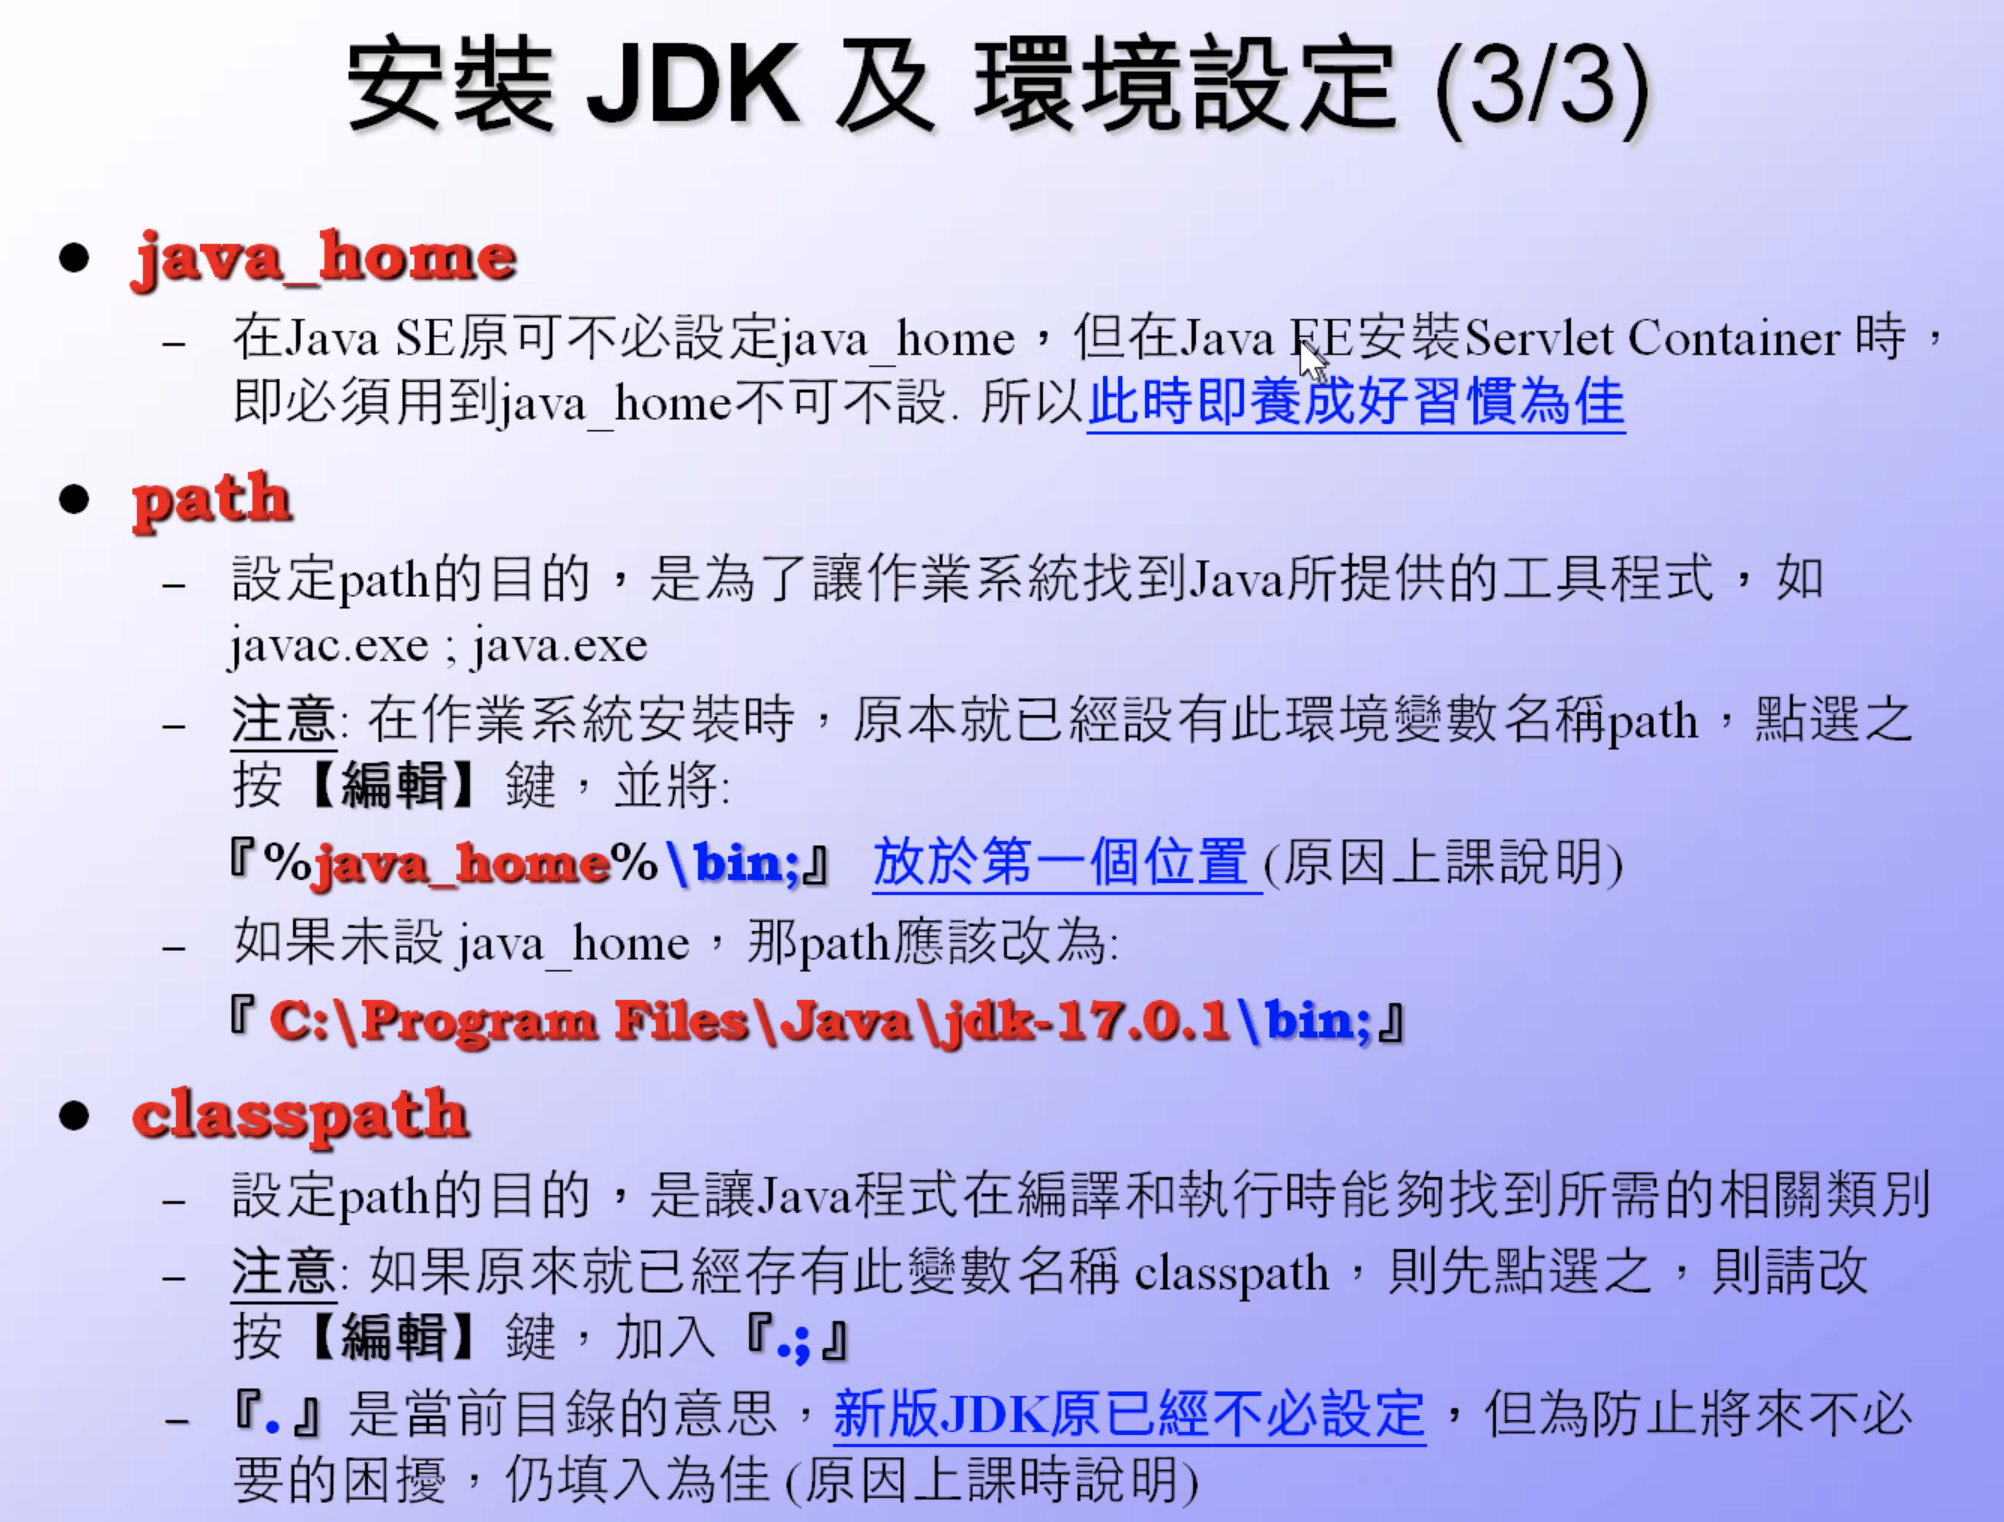 安裝 JDK 及 環境設定 (3/3)
● java_home
– 在Java SE原可不必設定java_home，但在Java EE安裝Servlet Container 時，
即必須用到java_home不可不設. 所以此時即養成好習慣為佳
● path
– 設定path的目的，是為了讓作業系統找到Java所提供的工具程式，如
javac.exe ; java.exe
– 注意: 在作業系統安裝時，原本就已經設有此環境變數名稱path，點選之
按【編輯】鍵，並將:
『%java_home%\bin;』 放於第一個位置 (原因上課說明)
– 如果未設 java_home，那path應該改為:
『C:\Program Files\Java\jdk-17.0.1\bin;』
● classpath
– 設定path的目的，是讓Java程式在編譯和執行時能夠找到所需的相關類別
– 注意: 如果原來就已經存有此變數名稱 classpath，則先點選之，則請改
按【編輯】鍵，加入『.;』
– 『.』是當前目錄的意思，新版JDK原已經不必設定，但為防止將來不必
要的困擾，仍填入為佳 (原因上課時說明)